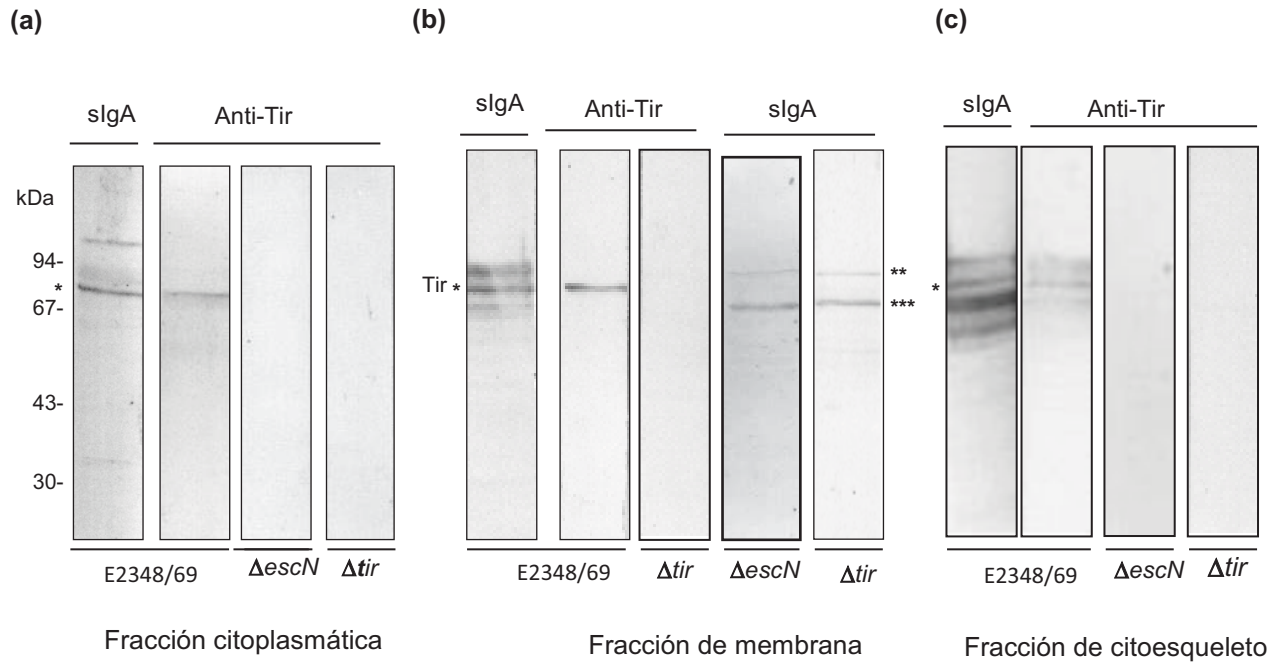 (a)
(b)
(c)
sIgA
Anti-Tir
sIgA
Anti-Tir
sIgA
sIgA
Anti-Tir
kDa
94-
*
67-
43-
30-
Tir *
**
***
*
E2348/69
ΔescN
Δtir
E2348/69
Δtir
ΔescN
Δtir
E2348/69
ΔescN
Δtir
Fracción citoplasmática
Fracción de membrana
Fracción de citoesqueleto